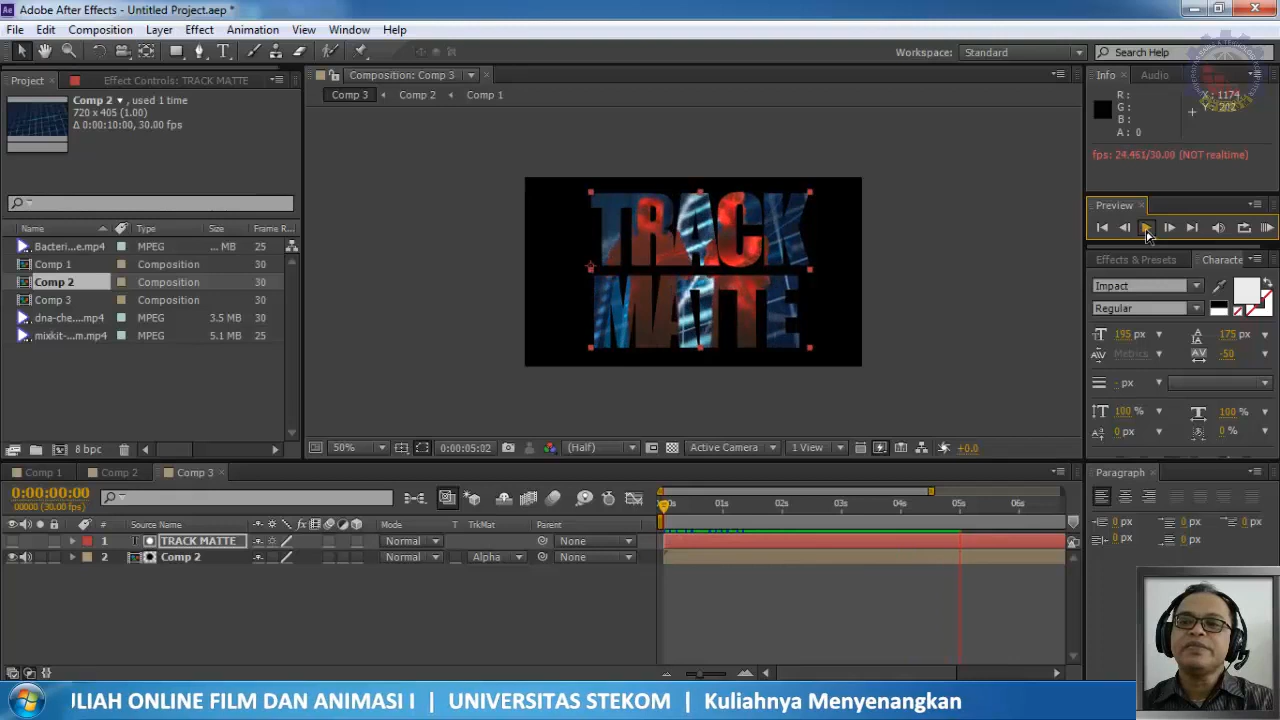 Adobe After Effects - Untitled Project.aep *
File Edit Composition Layer Effect Animation View Window Help
Workspace: Standard Search Help
Project Effect Controls: TRACK MATTE
Composition: Comp 3
Info Audio
Comp 2 , used 1 time
720 x 405 (1.00)
Δ 0:00:10:00, 30.00 fps
Comp 3 Comp 2 Comp 1
R :
G :
B :
A : 0
X : 1174
Y : 202
fps: 24.461/30.00 (NOT realtime)
TRACK
MATTE
Preview
Name Type Size Frame R...
Bacteri...e.mp4 MPEG ... MB 25
Comp 1 Composition 30
Comp 2 Composition 30
Comp 3 Composition 30
dna-che....mp4 MPEG 3.5 MB 30
mixkit-...m.mp4 MPEG 5.1 MB 30
Effects & Presets Characte
Impact
Regular
195 px 175 px
Metrics -50
- px
100 % 100 %
0 px 0 %
8 bpc
50% 0:00:05:02 (Half) Active Camera 1 View +0.0
Comp 1 Comp 2 Comp 3
Paragraph
0:00:00:00
00000 (30.00 fps)
00s 01s 02s 03s 04s 05s 06s
# Source Name Mode T TrkMat Parent
1 T TRACK MATTE Normal None
2 Comp 2 Normal Alpha None
0 px 0 px 0 px
0 px 0 px
ILIAH ONLINE FILM DAN ANIMASI I | UNIVERSITAS STEKOM | Kuliahnya Menyenangkan